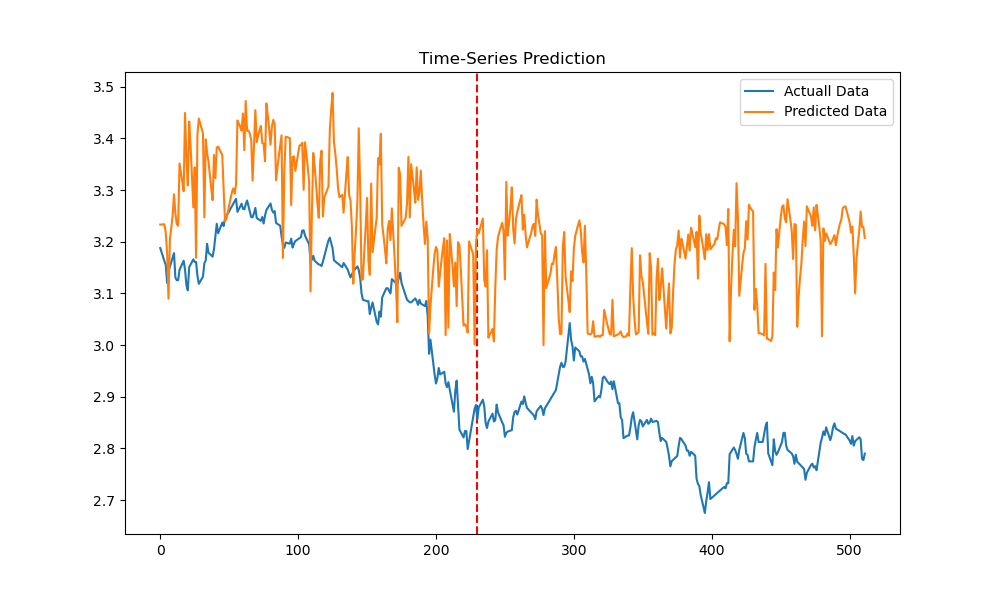 Time-Series Prediction
Actuall Data
Predicted Data
3.5
3.4
3.3
3.2
3.1
3.0
2.9
2.8
2.7
0 100 200 300 400 500